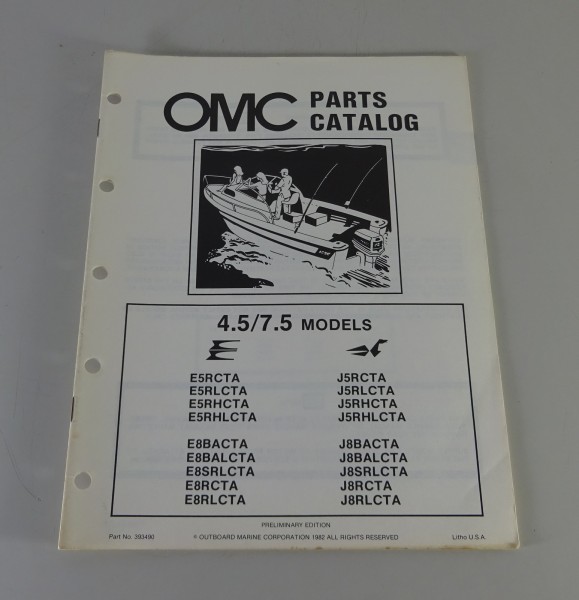 OMC PARTS
CATALOG
4.5/7.5 MODELS
E5RCTA J5RCTA
E5RLCTA J5RLCTA
E5RHCTA J5RHCTA
E5RHLCTA J5RHLCTA
E8BACTA J8BACTA
E8BALCTA J8BALCTA
E8SRLCTA J8SRLCTA
E8RCTA J8RCTA
E8RLCTA J8RLCTA
PRELIMINARY EDITION
Part No. 393490 © OUTBOARD MARINE CORPORATION 1982 ALL RIGHTS RESERVED Litho U.S.A.